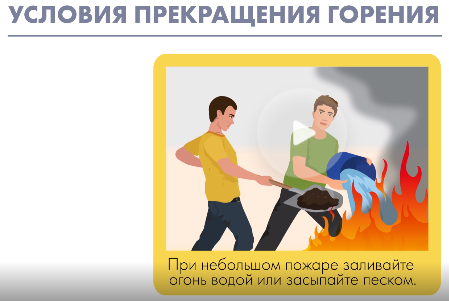 УСЛОВИЯ ПРЕКРАЩЕНИЯ ГОРЕНИЯ
При небольшом пожаре заливайте
огонь водой или засыпайте песком.